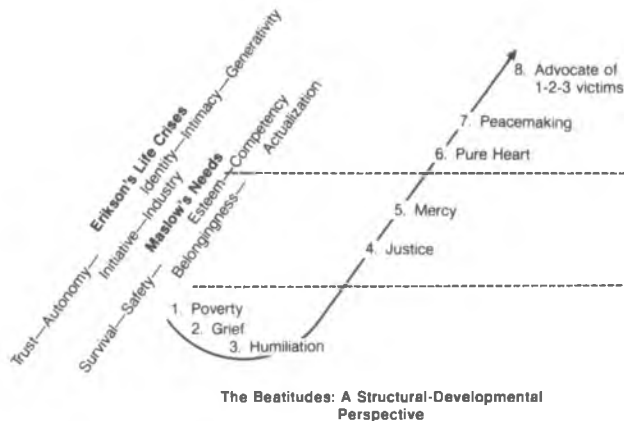 Erikson's Life Crises
Trust—Autonomy—
Initiative—Industry
Identity—Intimacy—Generativity
Maslow's Needs
Survival—Safety—
Belongingness—
Esteem—Competency
Actualization
8. Advocate of
1-2-3 victims
7. Peacemaking
6. Pure Heart
5. Mercy
4. Justice
1. Poverty
2. Grief
3. Humiliation
The Beatitudes: A Structural-Developmental
Perspective